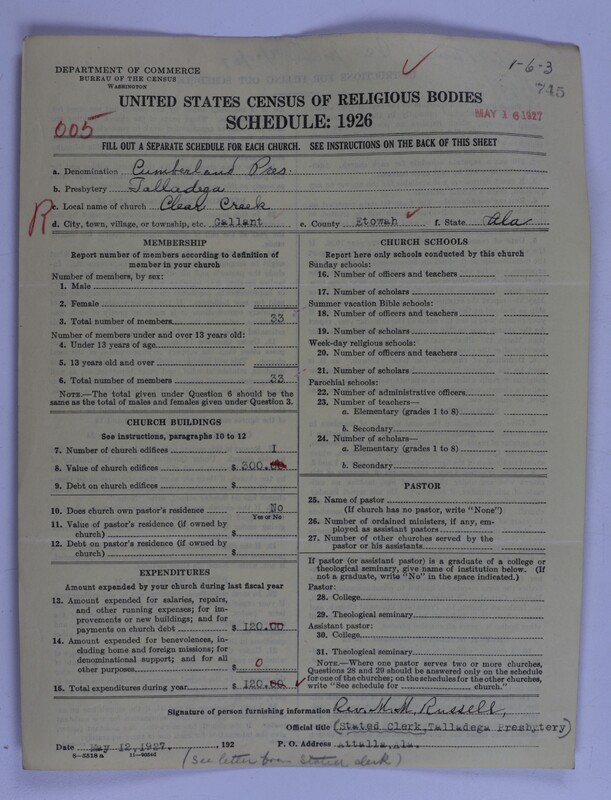 DEPARTMENT OF COMMERCE
BUREAU OF THE CENSUS
WASHINGTON
1-6-3
745
MAY 16 1927
UNITED STATES CENSUS OF RELIGIOUS BODIES
SCHEDULE: 1926
005
FILL OUT A SEPARATE SCHEDULE FOR EACH CHURCH. SEE INSTRUCTIONS ON THE BACK OF THIS SHEET
a. Denomination Cumberland Pres.
b. Presbytery Talladega
R
c. Local name of church Clear Creek
d. City, town, village, or township, etc. Gallant e. County Etowah f. State Ala
MEMBERSHIP
Report number of members according to definition of
member in your church
Number of members, by sex:
1. Male
2. Female
3. Total number of members 33
Number of members under and over 13 years old:
4. Under 13 years of age
5. 13 years old and over
6. Total number of members 33
NOTE.—The total given under Question 6 should be the
same as the total of males and females given under Question 3.
CHURCH BUILDINGS
See instructions, paragraphs 10 to 12
7. Number of church edifices 1
8. Value of church edifices $ 300.00
9. Debt on church edifices $
10. Does church own pastor's residence No
Yes or No
11. Value of pastor's residence (if owned by
church) $
12. Debt on pastor's residence (if owned by
church) $
EXPENDITURES
Amount expended by your church during last fiscal year
13. Amount expended for salaries, repairs,
and other running expenses; for im-
provements or new buildings; and for
payments on church debt $ 120.00
14. Amount expended for benevolences, in-
cluding home and foreign missions; for
denominational support; and for all
other purposes $ 0
15. Total expenditures during year $ 120.00
CHURCH SCHOOLS
Report here only schools conducted by this church
Sunday schools:
16. Number of officers and teachers
17. Number of scholars
Summer vacation Bible schools:
18. Number of officers and teachers
19. Number of scholars
Week-day religious schools:
20. Number of officers and teachers
21. Number of scholars
Parochial schools:
22. Number of administrative officers
23. Number of teachers—
a. Elementary (grades 1 to 8)
b. Secondary
24. Number of scholars—
a. Elementary (grades 1 to 8)
b. Secondary
PASTOR
25. Name of pastor
(If church has no pastor, write "None")
26. Number of ordained ministers, if any, em-
ployed as assistant pastors
27. Number of other churches served by the
pastor or his assistants
If pastor (or assistant pastor) is a graduate of a college or
theological seminary, give name of institution below. (If
not a graduate, write "No" in the space indicated.)
Pastor:
28. College
29. Theological seminary
Assistant pastor:
30. College
31. Theological seminary
NOTE.—Where one pastor serves two or more churches,
Questions 28 and 29 should be answered only on the schedule
for one of the churches; on the schedules for the other churches,
write "See schedule for church."
Signature of person furnishing information Rev. M. M. Russell,
Official title (Stated Clerk, Talladega Presbytery)
Date May 12, 1927. , 192 P. O. Address Attalla, Ala.
8—5518a 11—
(See letter from Stated clerk)